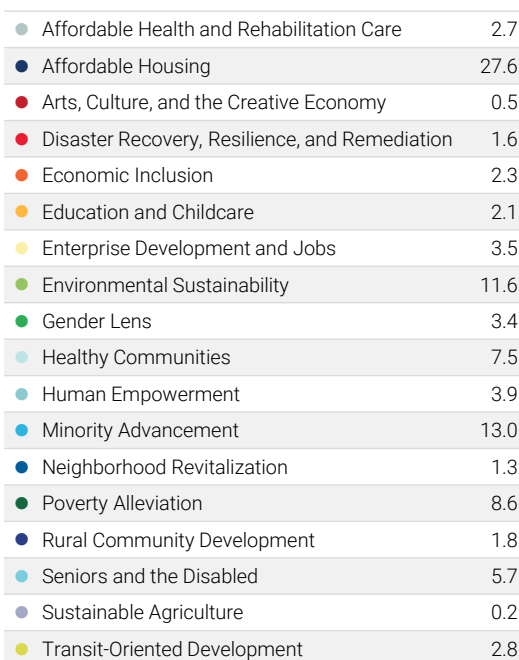 Affordable Health and Rehabilitation Care 2.7
Affordable Housing 27.6
Arts, Culture, and the Creative Economy 0.5
Disaster Recovery, Resilience, and Remediation 1.6
Economic Inclusion 2.3
Education and Childcare 2.1
Enterprise Development and Jobs 3.5
Environmental Sustainability 11.6
Gender Lens 3.4
Healthy Communities 7.5
Human Empowerment 3.9
Minority Advancement 13.0
Neighborhood Revitalization 1.3
Poverty Alleviation 8.6
Rural Community Development 1.8
Seniors and the Disabled 5.7
Sustainable Agriculture 0.2
Transit-Oriented Development 2.8